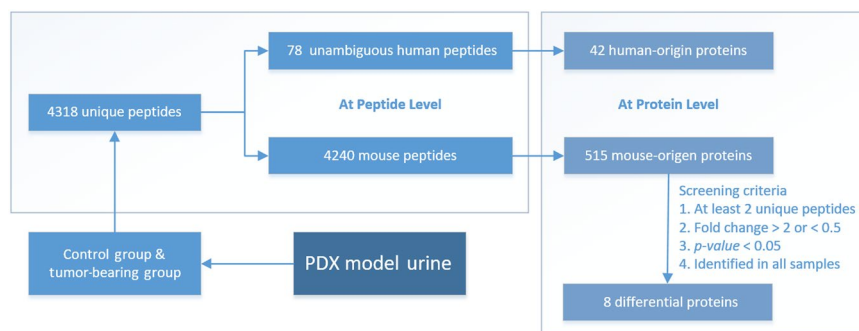 78 unambiguous human peptides
42 human-origin proteins
4318 unique peptides
At Peptide Level
At Protein Level
4240 mouse peptides
515 mouse-origen proteins
Screening criteria
1. At least 2 unique peptides
2. Fold change > 2 or < 0.5
3. p-value < 0.05
4. Identified in all samples
Control group &
tumor-bearing group
PDX model urine
8 differential proteins